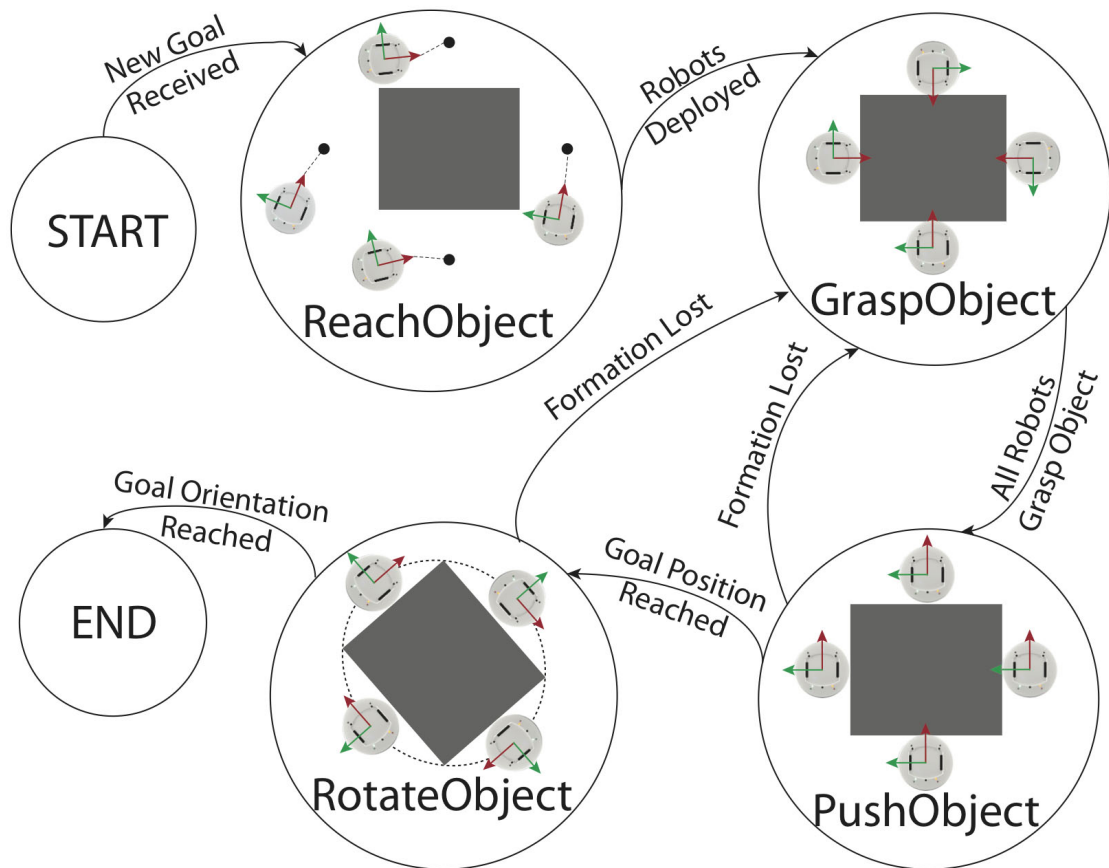 New Goal
Received
START
ReachObject
Robots
Deployed
GraspObject
Formation Lost
Formation Lost
All Robots
Grasp Object
Goal Orientation
Reached
END
RotateObject
Goal Position
Reached
PushObject